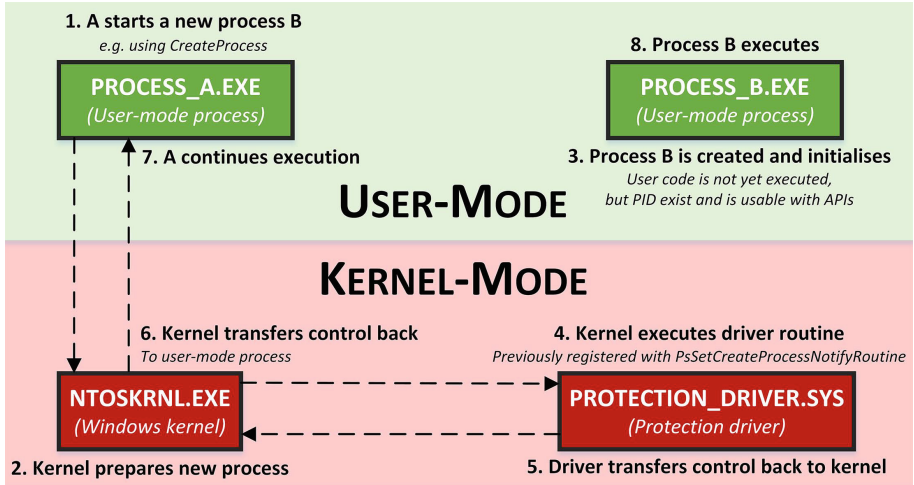 1. A starts a new process B
e.g. using CreateProcess
8. Process B executes
PROCESS_A.EXE
(User-mode process)
PROCESS_B.EXE
(User-mode process)
7. A continues execution
3. Process B is created and initialises
User code is not yet executed,
but PID exist and is usable with APIs
USER-MODE
KERNEL-MODE
6. Kernel transfers control back
To user-mode process
4. Kernel executes driver routine
Previously registered with PsSetCreateProcessNotifyRoutine
NTOSKRNL.EXE
(Windows kernel)
PROTECTION_DRIVER.SYS
(Protection driver)
2. Kernel prepares new process
5. Driver transfers control back to kernel